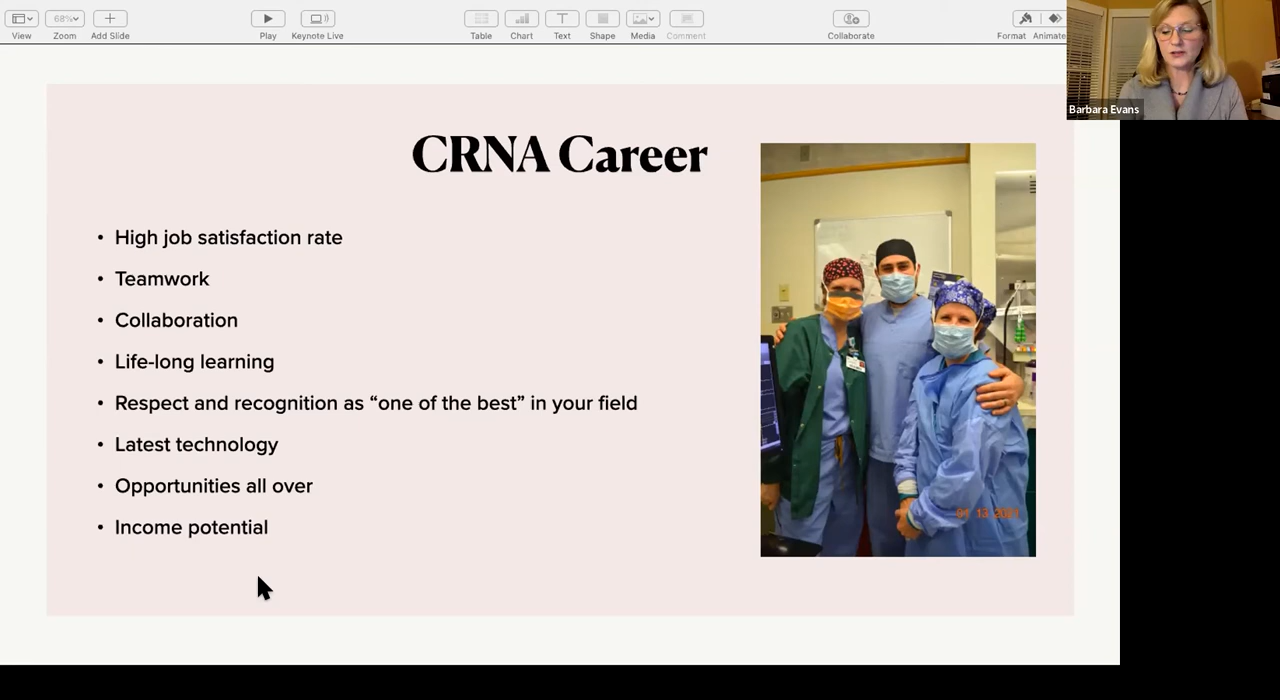 View
68%
Zoom
Add Slide
Play
Keynote Live
Table
Chart
Text
Shape
Media
Comment
Collaborate
Format
Animate
Barbara Evans
CRNA Career
• High job satisfaction rate
• Teamwork
• Collaboration
• Life-long learning
• Respect and recognition as “one of the best” in your field
• Latest technology
• Opportunities all over
• Income potential